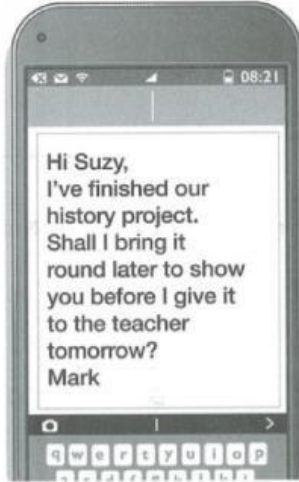 08:21
Hi Suzy,
I've finished our
history project.
Shall I bring it
round later to show
you before I give it
to the teacher
tomorrow?
Mark
q w e r t y u i o p